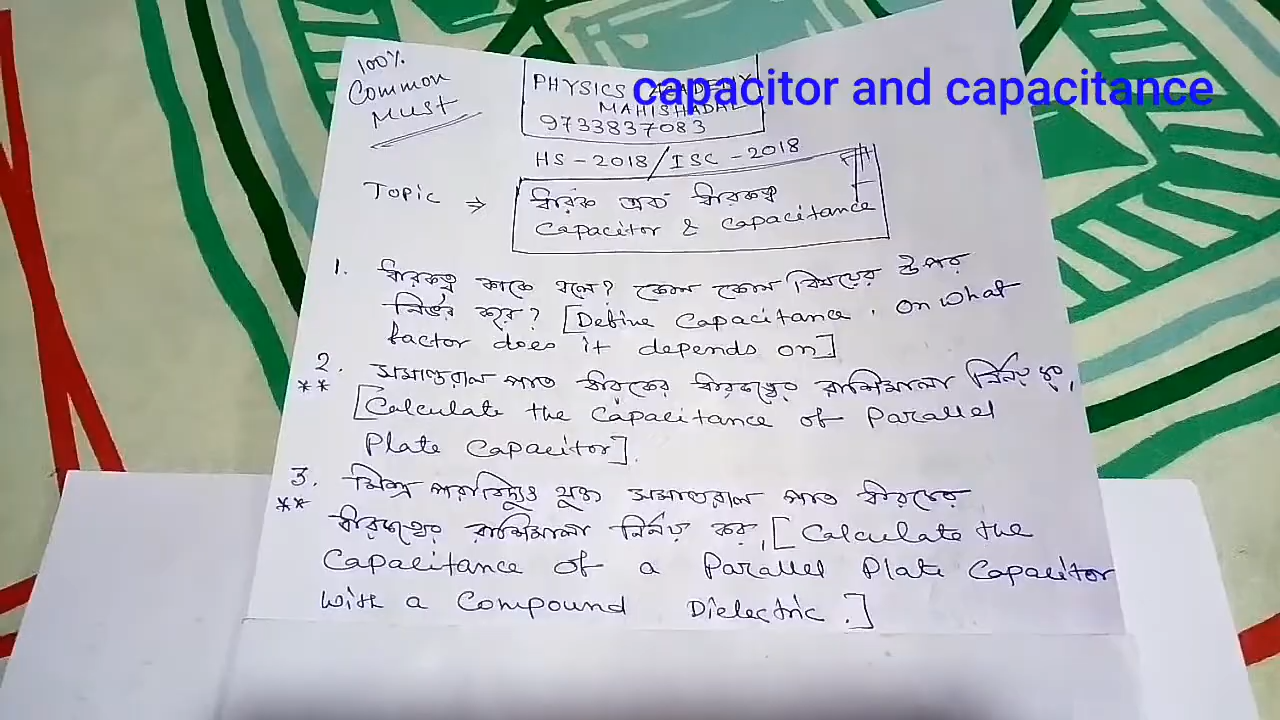 capacitor and capacitance
100%
Common
Must
PHYSICS ACADEMY
MAHISHADAL
9733837083
HS-2018/ISC-2018
Topic →
ধারক এবং ধারকত্ব
Capacitor & Capacitance
1. ধারকত্ব কাকে বলে? কোন কোন বিষয়ের উপর
নির্ভর করে? [Define Capacitance. On what
factor does it depends on]
2. সমান্তরাল পাত ধারকের ধারকত্বের রাশিমালা নির্নয় কর,
** [Calculate the Capacitance of Parallel
Plate Capacitor].
3. মিশ্র পরাবিদ্যুৎ যুক্ত সমান্তরাল পাত ধারকের
** ধারকত্বের রাশিমালা নির্নয় কর, [Calculate the
Capacitance of a Parallel Plate Capacitor
with a Compound Dielectric.]